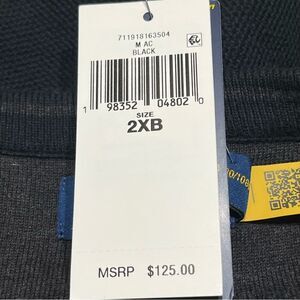 711918163504
M AC
BLACK
1 98352 04802 0
SIZE
2XB
MSRP $125.00